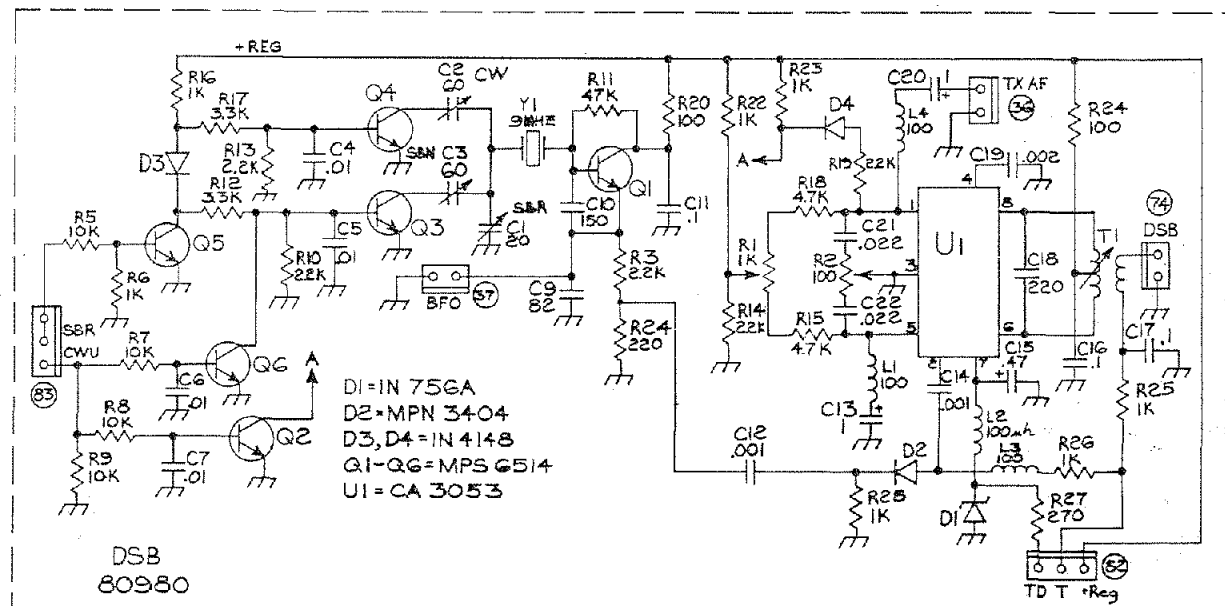 +REG
R16
1K
R17
3.3K
R13
2.2K
D3
R12
3.3K
R5
10K
Q5
R6
1K
SBR
CWU
83
R7
10K
C6
.01
Q6
R8
10K
R9
10K
C7
.01
Q2
A
C4
.01
Q4
SBN
C2
60
CW
C3
60
Q3
C5
.01
R10
2.2K
SBR
C1
20
Y1
9MHZ
R11
47K
Q1
C10
150
R20
100
C11
.1
BFO
37
C9
82
R3
2.2K
R24
220
R22
1K
R23
1K
A
D4
R19
22K
R18
4.7K
R1
1K
R14
2.2K
R15
4.7K
C21
.022
R2
100
C22
.022
L4
100
C20
1
TX AF
36
C19
.002
1
3
5
4
8
6
2
7
U1
C18
220
R24
100
T1
74
DSB
C17
.1
C16
.1
C15
.47
C14
.001
L1
100
C13
1
L2
100uh
L3
100
R26
1K
R25
1K
C12
.001
D2
R28
1K
D1
R27
270
TD T +Reg
82
D1=IN 756A
D2=MPN 3404
D3, D4=IN 4148
Q1-Q6=MPS 6514
U1=CA 3053
DSB
80980